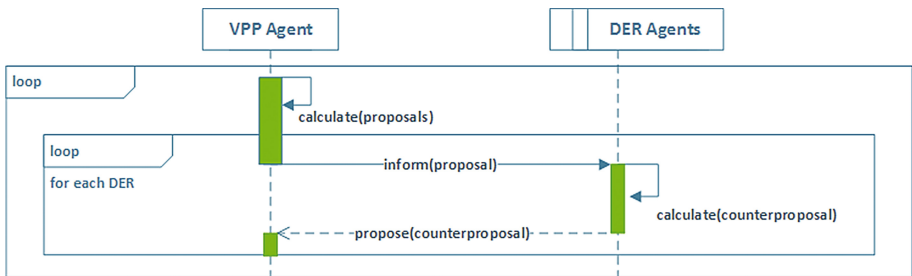 VPP Agent
DER Agents
loop
calculate(proposals)
loop
inform(proposal)
for each DER
calculate(counterproposal)
propose(counterproposal)